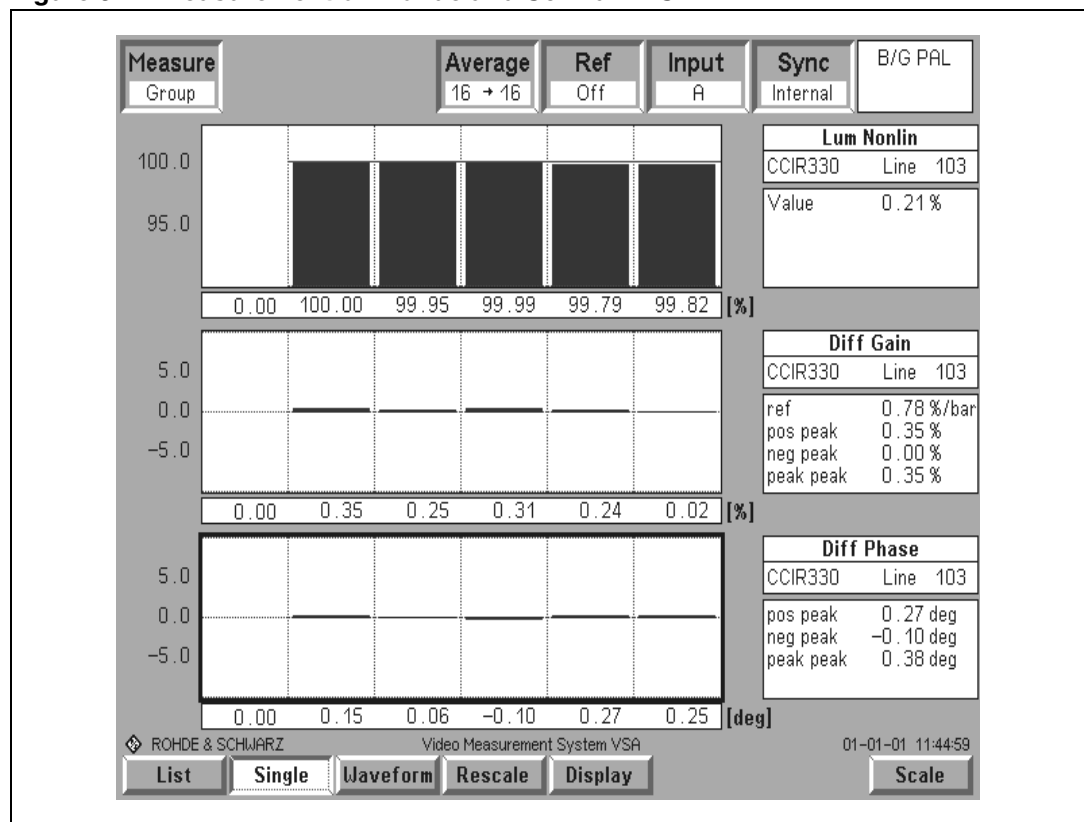 Measure
Group
Average
16 → 16
Ref
Off
Input
A
Sync
Internal
B/G PAL
100.0
95.0
0.00 100.00 99.95 99.99 99.79 99.82 [%]
Lum Nonlin
CCIR330 Line 103
Value 0.21 %
5.0
0.0
-5.0
0.00 0.35 0.25 0.31 0.24 0.02 [%]
Diff Gain
CCIR330 Line 103
ref 0.78 %/bar
pos peak 0.35 %
neg peak 0.00 %
peak peak 0.35 %
5.0
0.0
-5.0
0.00 0.15 0.06 -0.10 0.27 0.25 [deg]
Diff Phase
CCIR330 Line 103
pos peak 0.27 deg
neg peak -0.10 deg
peak peak 0.38 deg
ROHDE & SCHWARZ Video Measurement System VSA 01-01-01 11:44:59
List Single Waveform Rescale Display Scale